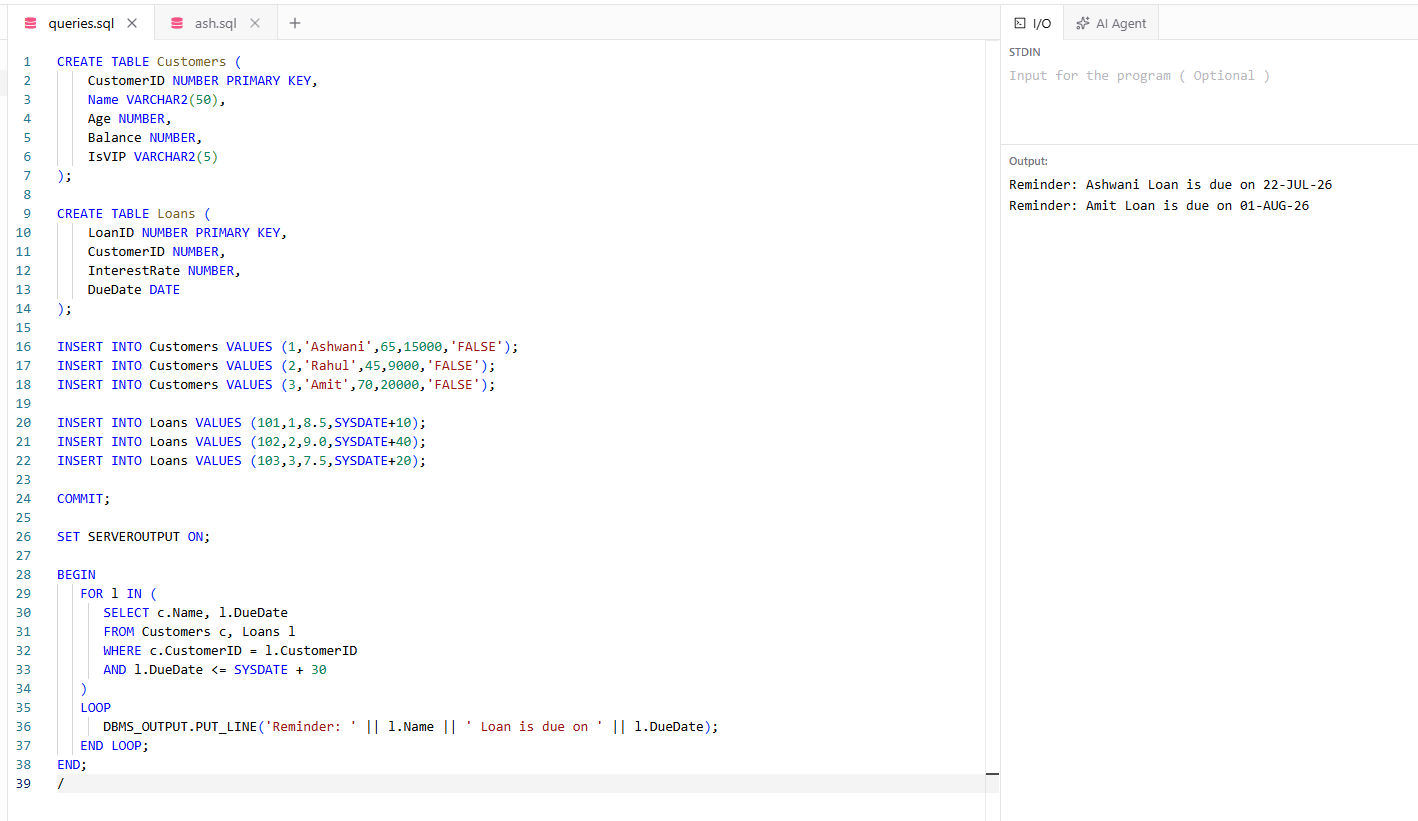 queries.sql
ash.sql
I/O
AI Agent
1 CREATE TABLE Customers (
2     CustomerID NUMBER PRIMARY KEY,
3     Name VARCHAR2(50),
4     Age NUMBER,
5     Balance NUMBER,
6     IsVIP VARCHAR2(5)
7 );
8
9 CREATE TABLE Loans (
10     LoanID NUMBER PRIMARY KEY,
11     CustomerID NUMBER,
12     InterestRate NUMBER,
13     DueDate DATE
14 );
15
16 INSERT INTO Customers VALUES (1,'Ashwani',65,15000,'FALSE');
17 INSERT INTO Customers VALUES (2,'Rahul',45,9000,'FALSE');
18 INSERT INTO Customers VALUES (3,'Amit',70,20000,'FALSE');
19
20 INSERT INTO Loans VALUES (101,1,8.5,SYSDATE+10);
21 INSERT INTO Loans VALUES (102,2,9.0,SYSDATE+40);
22 INSERT INTO Loans VALUES (103,3,7.5,SYSDATE+20);
23
24 COMMIT;
25
26 SET SERVEROUTPUT ON;
27
28 BEGIN
29    FOR l IN (
30       SELECT c.Name, l.DueDate
31       FROM Customers c, Loans l
32       WHERE c.CustomerID = l.CustomerID
33       AND l.DueDate <= SYSDATE + 30
34    )
35    LOOP
36       DBMS_OUTPUT.PUT_LINE('Reminder: ' || l.Name || ' Loan is due on ' || l.DueDate);
37    END LOOP;
38 END;
39 /
STDIN
Input for the program ( Optional )
Output:
Reminder: Ashwani Loan is due on 22-JUL-26
Reminder: Amit Loan is due on 01-AUG-26